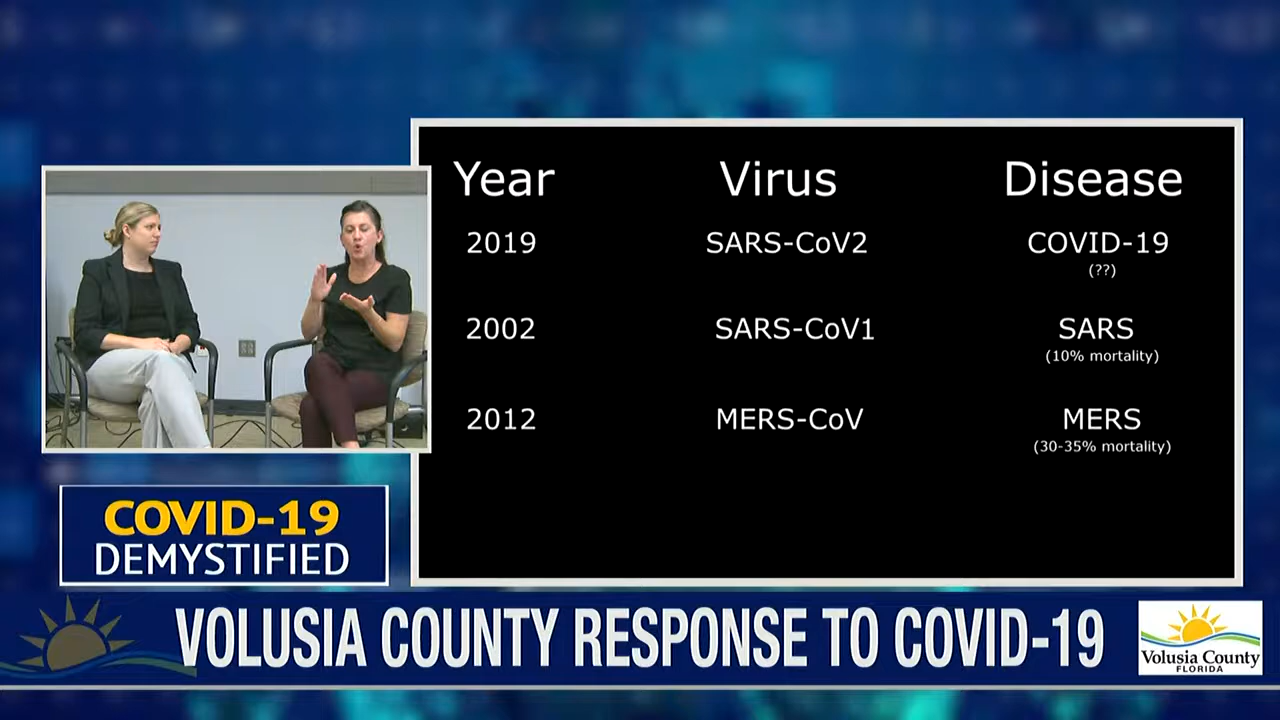 Year Virus Disease
2019 SARS-CoV2 COVID-19
(??)
2002 SARS-CoV1 SARS
(10% mortality)
2012 MERS-CoV MERS
(30-35% mortality)
COVID-19
DEMYSTIFIED
VOLUSIA COUNTY RESPONSE TO COVID-19
Volusia County
FLORIDA